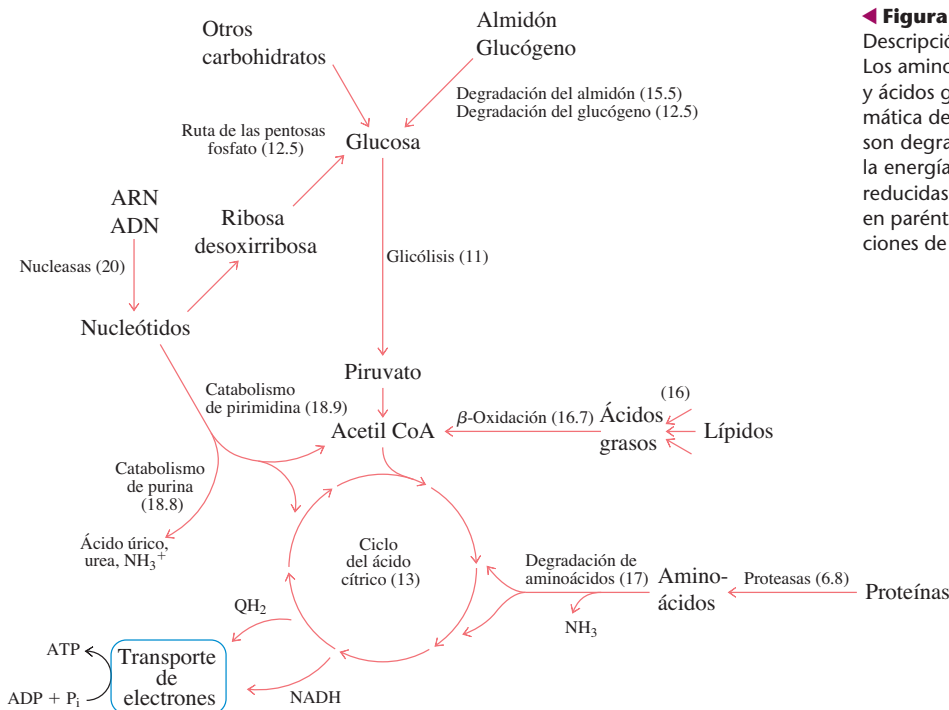 Otros
carbohidratos
Almidón
Glucógeno
Degradación del almidón (15.5)
Degradación del glucógeno (12.5)
Ruta de las pentosas
fosfato (12.5)
Glucosa
ARN
ADN
Ribosa
desoxirribosa
Nucleasas (20)
Glicólisis (11)
Nucleótidos
Piruvato
Catabolismo
de pirimidina (18.9)
Acetil CoA
β-Oxidación (16.7)
Ácidos
grasos
(16)
Lípidos
Catabolismo
de purina
(18.8)
Ácido úrico,
urea, NH₃⁺
Ciclo
del ácido
cítrico (13)
Degradación de
aminoácidos (17)
Amino-
ácidos
Proteasas (6.8)
Proteínas
NH₃
QH₂
ATP
Transporte
de
electrones
ADP + Pᵢ
NADH
◀ Figura
Descripció
Los amino
y ácidos g
mática de
son degra
la energía
reducidas
en parént
ciones de